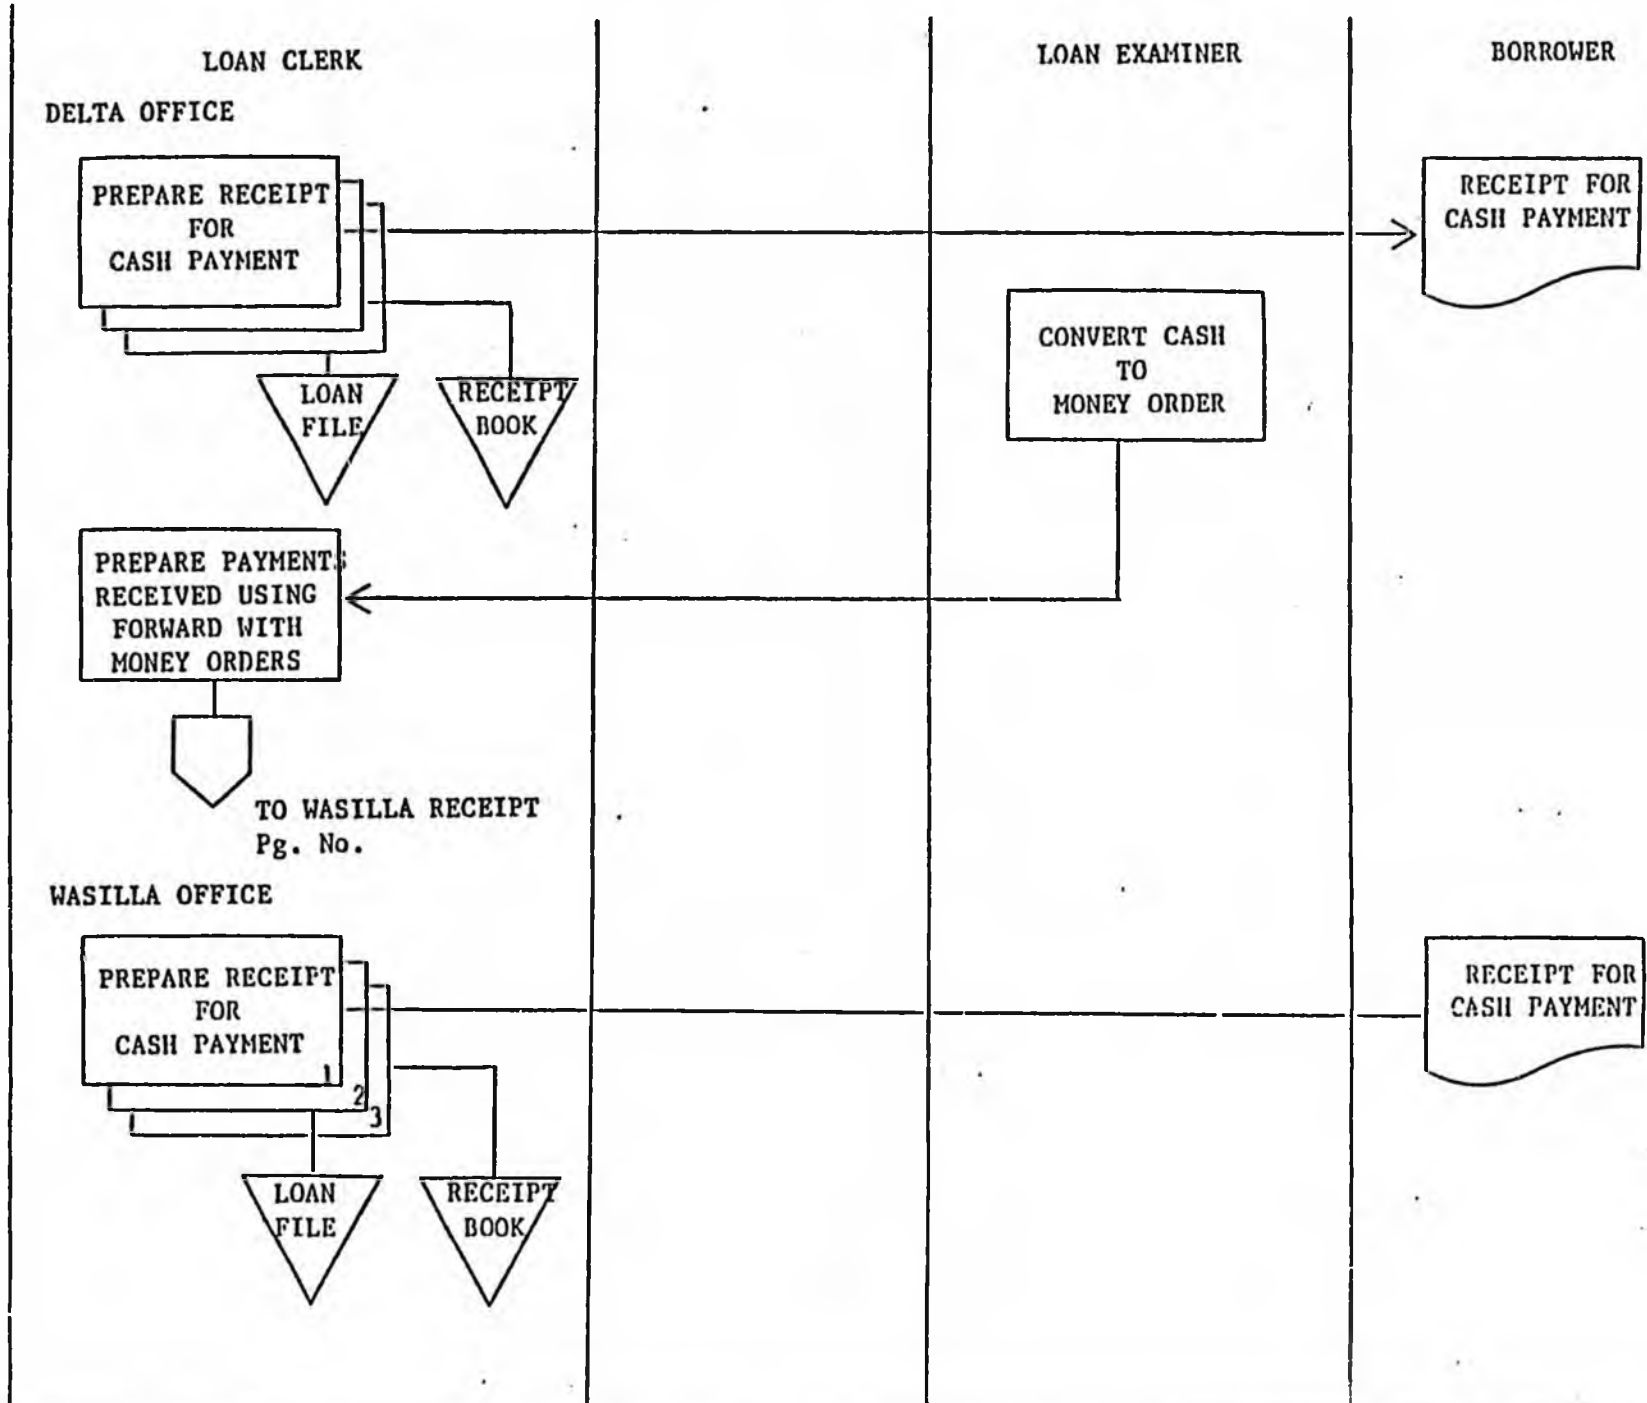 LOAN CLERK
LOAN EXAMINER
BORROWER
DELTA OFFICE
PREPARE RECEIPT
FOR
CASH PAYMENT
RECEIPT FOR
CASH PAYMENT
LOAN
FILE
RECEIPT
BOOK
CONVERT CASH
TO
MONEY ORDER
PREPARE PAYMENTS
RECEIVED USING
FORWARD WITH
MONEY ORDERS
TO WASILLA RECEIPT
Pg. No.
WASILLA OFFICE
PREPARE RECEIPT
FOR
CASH PAYMENT
1
2
3
RECEIPT FOR
CASH PAYMENT
LOAN
FILE
RECEIPT
BOOK